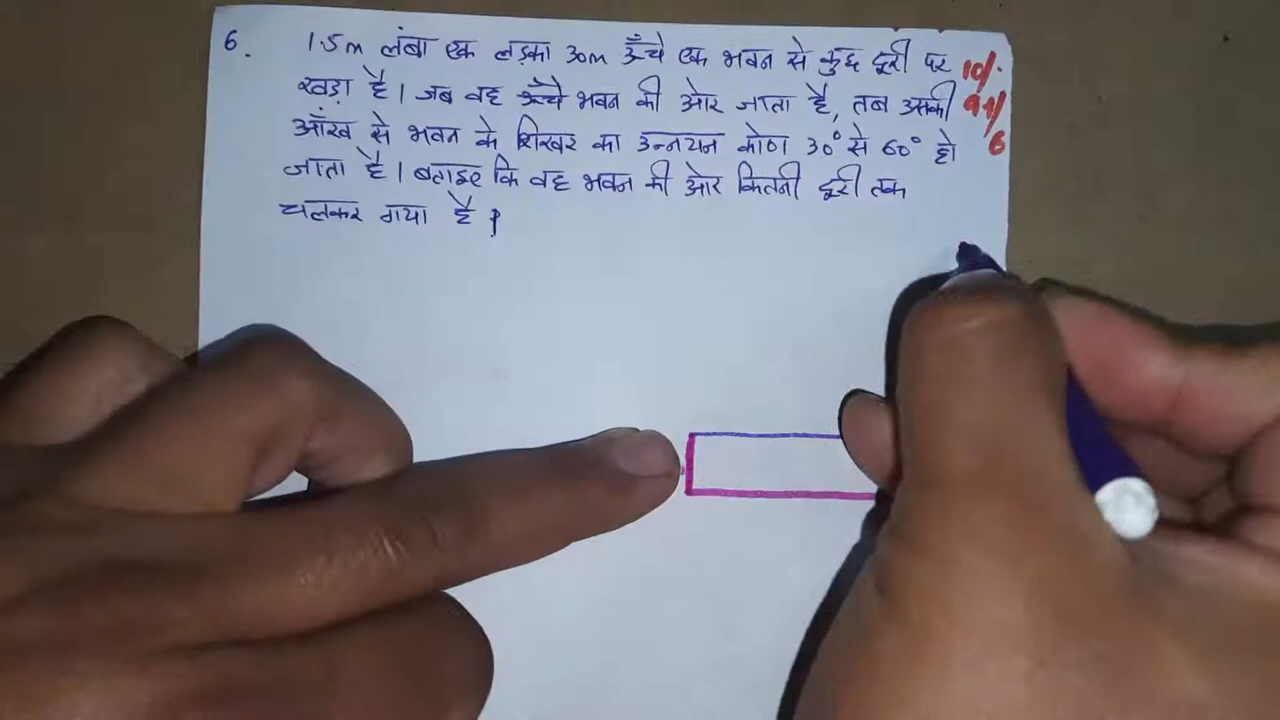 6. 1.5m लंबा एक लड़का 30m ऊँचे एक भवन से कुछ दूरी पर
खड़ा है। जब वह ऊँचे भवन की ओर जाता है, तब उसकी
आँख से भवन के शिखर का उन्नयन कोण 30° से 60° हो
जाता है। बताइए कि वह भवन की ओर कितनी दूरी तक
चलकर गया है ?
10/.
9.1/
6